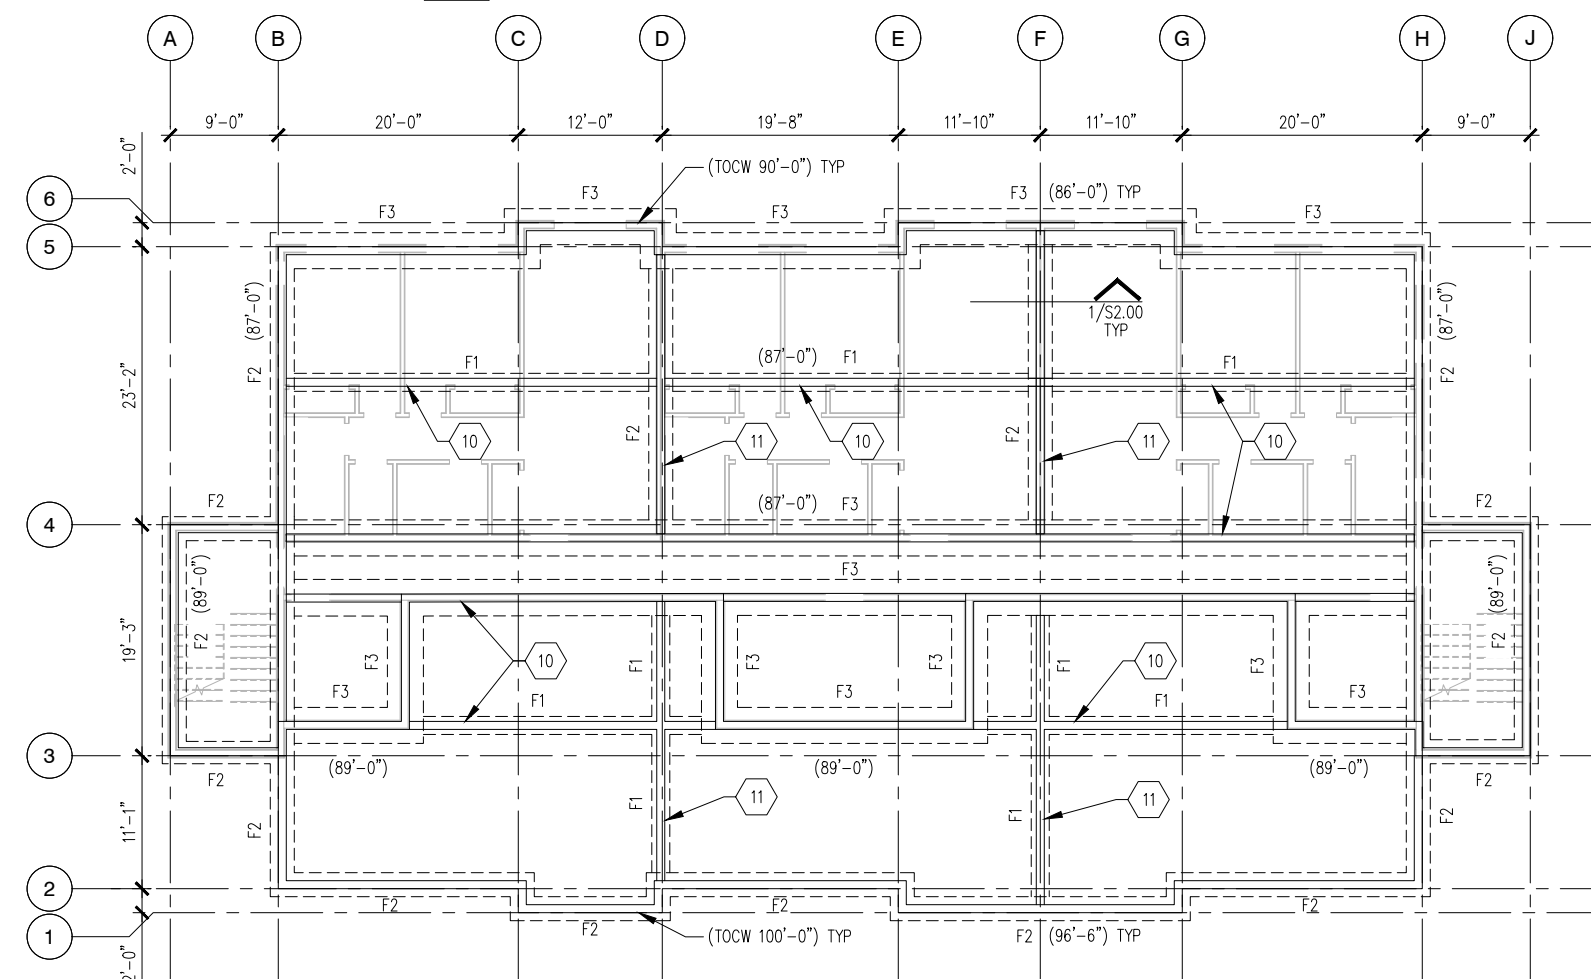 A B C D E F G H J
9'-0" 20'-0" 12'-0" 19'-8" 11'-10" 11'-10" 20'-0" 9'-0"
2'-0"
(TOCW 90'-0") TYP
6
F3 F3 F3 F3 (86'-0") TYP F3
5
(87'-0") (87'-0")
1/S2.00
TYP
F1 (87'-0") F1 F1
F2 F2
23'-2"
10 F2 11 10 F2 11 10
F2 (87'-0") F3 F2
4
(89'-0") F3 (89'-0")
19'-3"
F2 F3 F1 F3 F3 F1 F3 F2
10 10
F3 F1 F3 F1 F3
3
F2 (89'-0") (89'-0") (89'-0") F2
11'-1"
F2 F1 11 F1 11 F2
2
F2 F2 F2
1
F2 (TOCW 100'-0") TYP F2 (96'-6") TYP
2'-0"